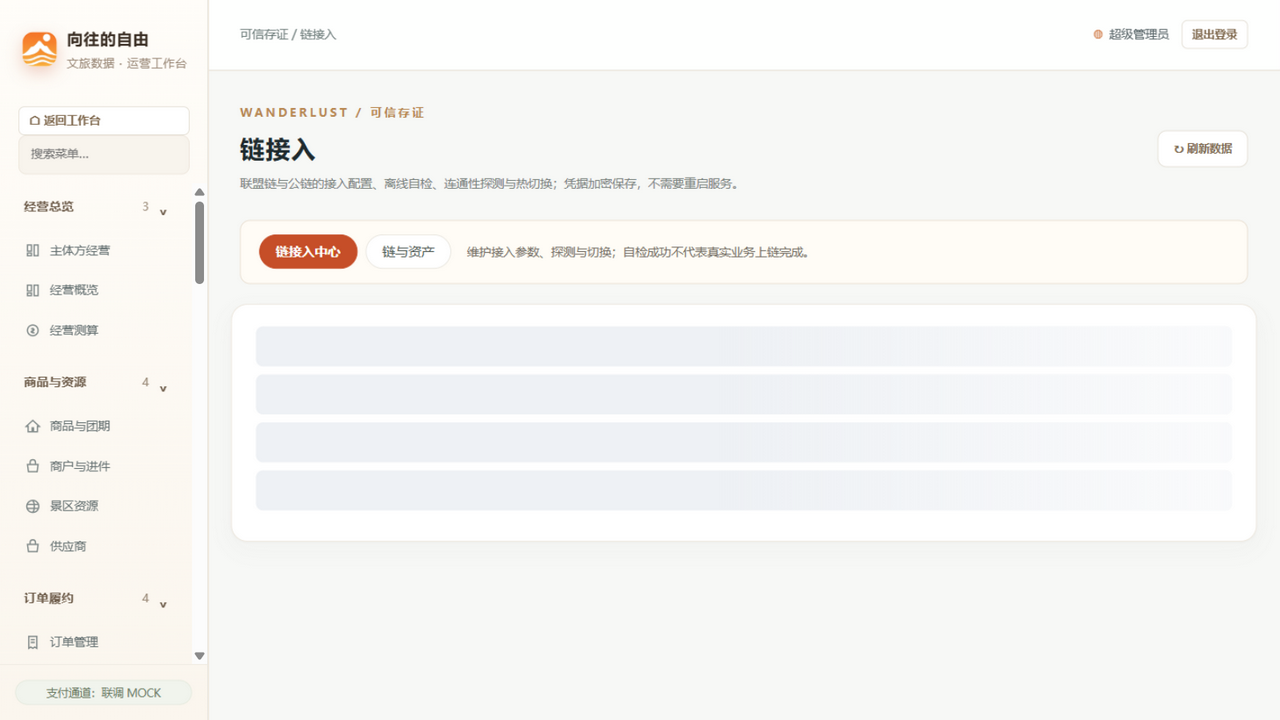 向往的自由
文旅数据 · 运营工作台
返回工作台
搜索菜单...
经营总览 3 v
主体方经营
经营概览
经营测算
商品与资源 4 v
商品与团期
商户与进件
景区资源
供应商
订单履约 4 v
订单管理
支付通道：联调 MOCK
可信存证 / 链接入
超级管理员
退出登录
WANDERLUST / 可信存证
链接入
联盟链与公链的接入配置、离线自检、连通性探测与热切换；凭据加密保存，不需要重启服务。
↻ 刷新数据
链接入中心
链与资产
维护接入参数、探测与切换；自检成功不代表真实业务上链完成。